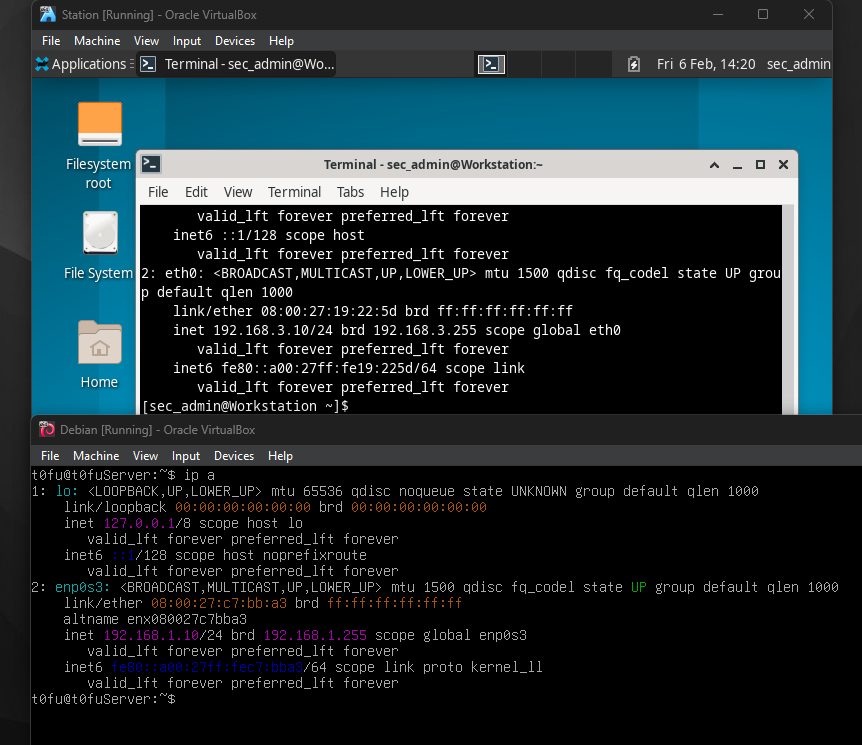 Station [Running] - Oracle VirtualBox
File Machine View Input Devices Help
Applications Terminal - sec_admin@Wo... Fri 6 Feb, 14:20 sec_admin
Filesystem
root
File System
Home
Terminal - sec_admin@Workstation:~
File Edit View Terminal Tabs Help
valid_lft forever preferred_lft forever
inet6 ::1/128 scope host
valid_lft forever preferred_lft forever
2: eth0: <BROADCAST,MULTICAST,UP,LOWER_UP> mtu 1500 qdisc fq_codel state UP grou
p default qlen 1000
link/ether 08:00:27:19:22:5d brd ff:ff:ff:ff:ff:ff
inet 192.168.3.10/24 brd 192.168.3.255 scope global eth0
valid_lft forever preferred_lft forever
inet6 fe80::a00:27ff:fe19:225d/64 scope link
valid_lft forever preferred_lft forever
[sec_admin@Workstation ~]$
Debian [Running] - Oracle VirtualBox
File Machine View Input Devices Help
t0fu@t0fuServer:~$ ip a
1: lo: <LOOPBACK,UP,LOWER_UP> mtu 65536 qdisc noqueue state UNKNOWN group default qlen 1000
link/loopback 00:00:00:00:00:00 brd 00:00:00:00:00:00
inet 127.0.0.1/8 scope host lo
valid_lft forever preferred_lft forever
inet6 ::1/128 scope host noprefixroute
valid_lft forever preferred_lft forever
2: enp0s3: <BROADCAST,MULTICAST,UP,LOWER_UP> mtu 1500 qdisc fq_codel state UP group default qlen 1000
link/ether 08:00:27:c7:bb:a3 brd ff:ff:ff:ff:ff:ff
altname enx080027c7bba3
inet 192.168.1.10/24 brd 192.168.1.255 scope global enp0s3
valid_lft forever preferred_lft forever
inet6 fe80::a00:27ff:fec7:bba3/64 scope link proto kernel_ll
valid_lft forever preferred_lft forever
t0fu@t0fuServer:~$